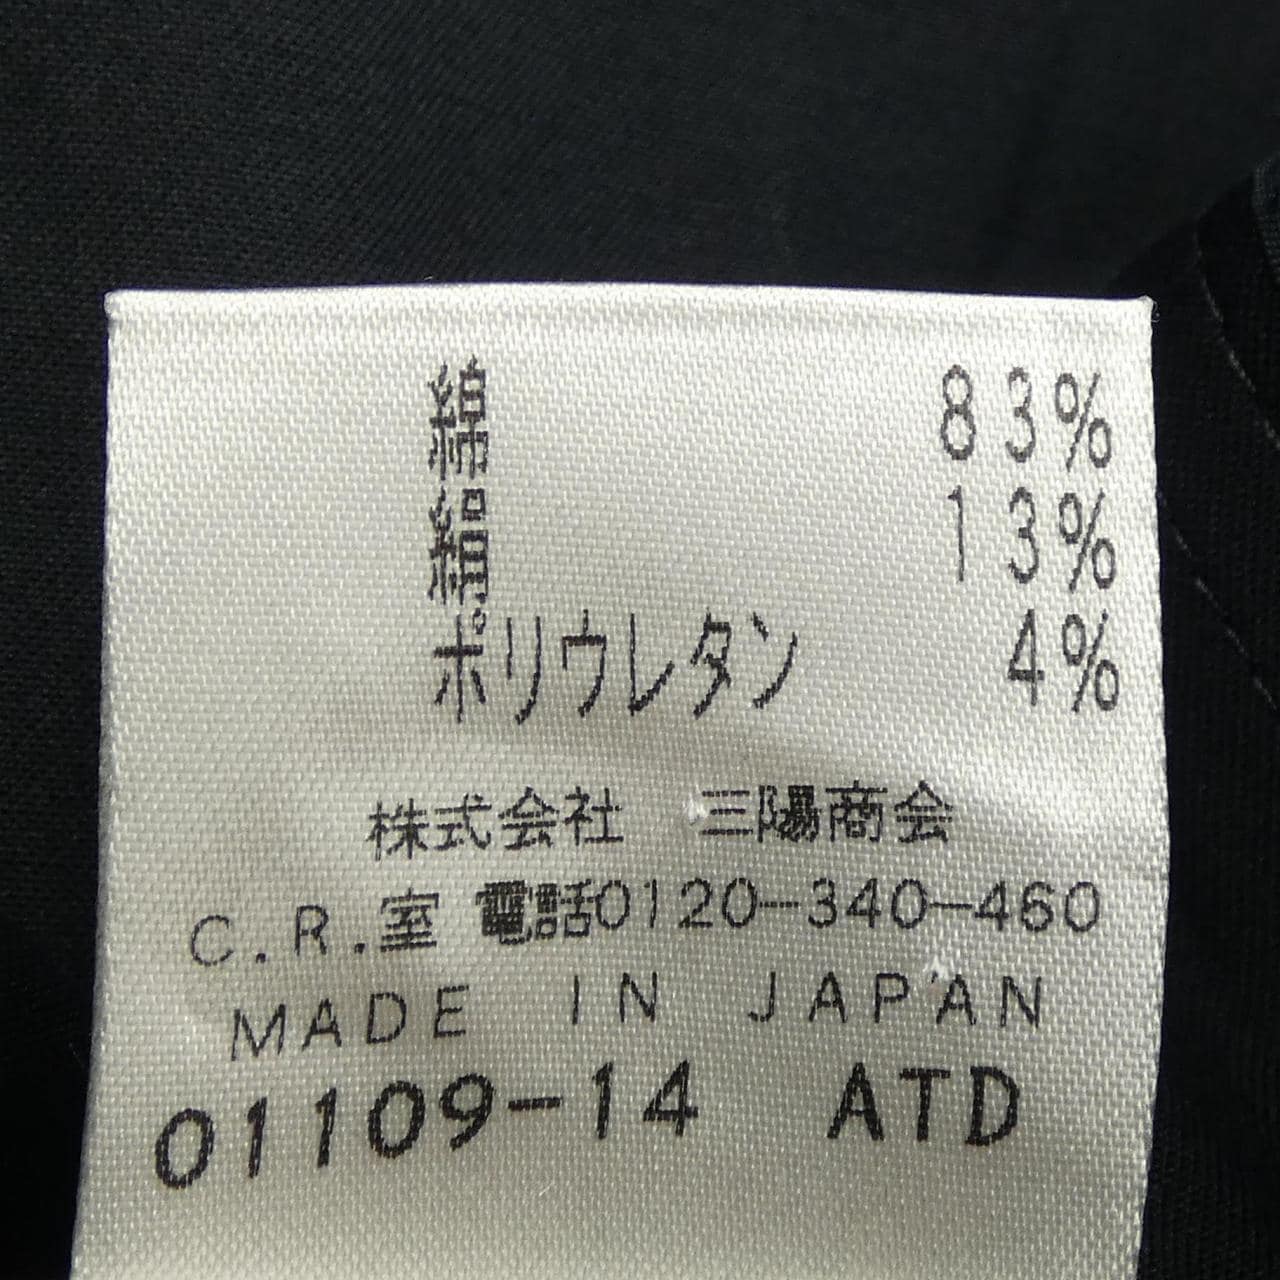 綿 83%
絹 13%
ポリウレタン 4%
株式会社 三陽商会
C.R.室 電話0120-340-460
MADE IN JAPAN
01109-14 ATD